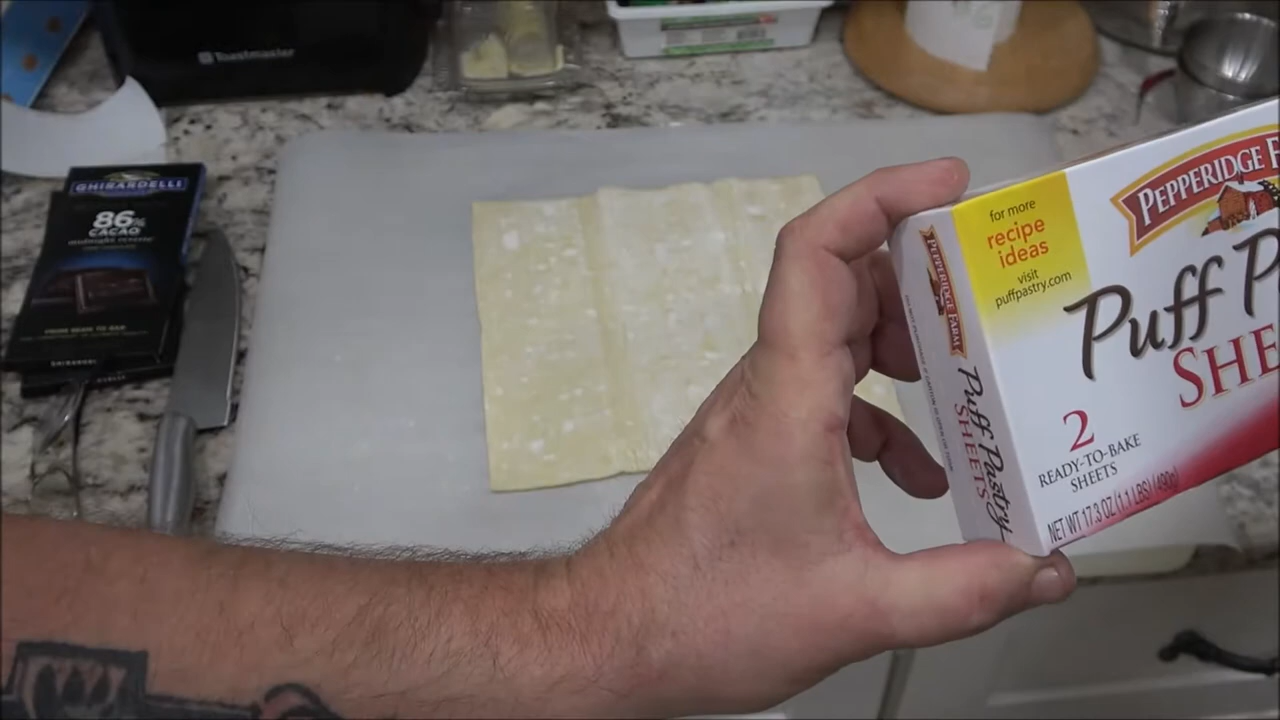 Toastmaster
GHIRARDELLI
86%
CACAO
GHIRARDELLI
PEPPERIDGE FARM
Puff Pastry
SHEETS
for more
recipe
ideas
visit
puffpastry.com
PEPPERIDGE F
Puff P
SHE
2
READY-TO-BAKE
SHEETS
NET WT 17.3 OZ (1.1 LBS) (490g)